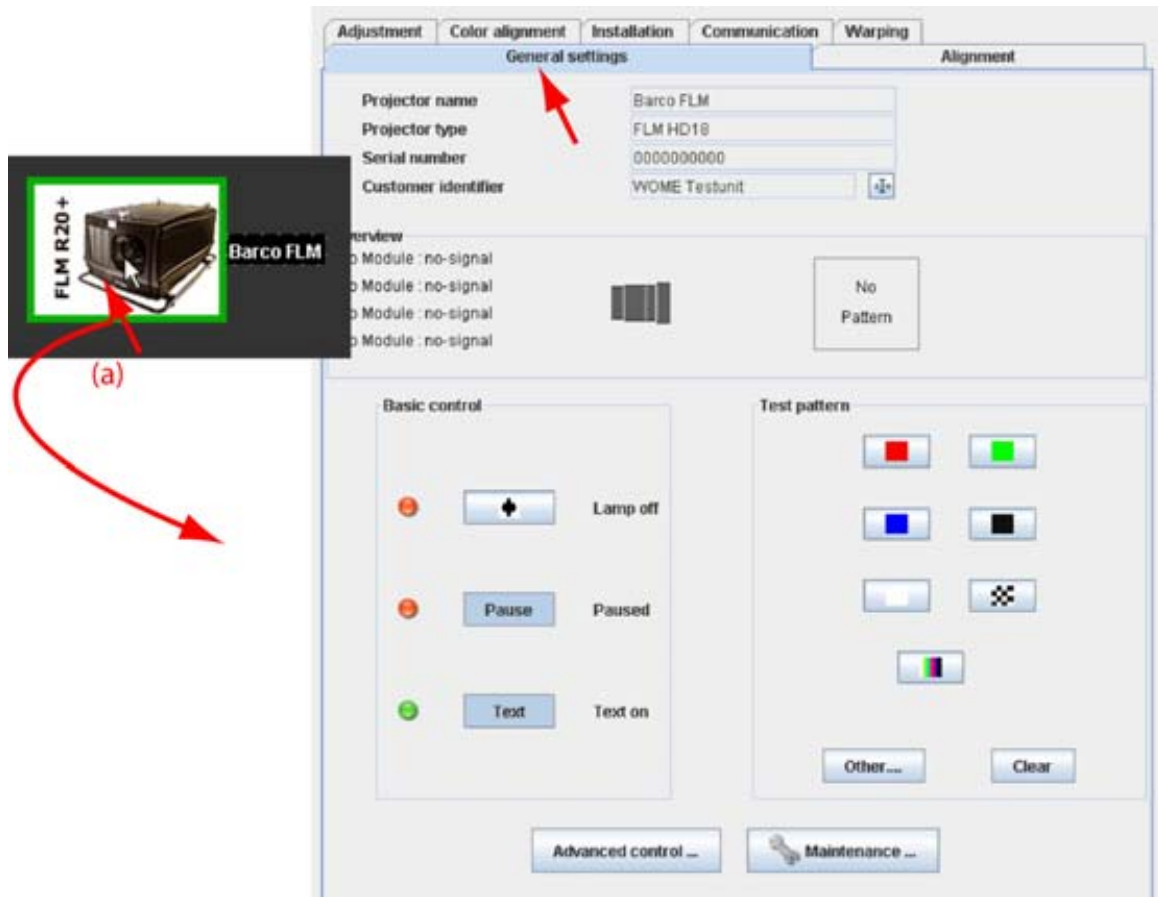 Adjustment Color alignment Installation Communication Warping
General settings Alignment
Projector name Barco FLM
Projector type FLM HD18
Serial number 0000000000
Customer identifier WOME Testunit
FLM R20+
Barco FLM
(a)
erview
o Module : no-signal
o Module : no-signal
o Module : no-signal
o Module : no-signal
No
Pattern
Basic control
Lamp off
Pause Paused
Text Text on
Test pattern
Other.... Clear
Advanced control ... Maintenance ...